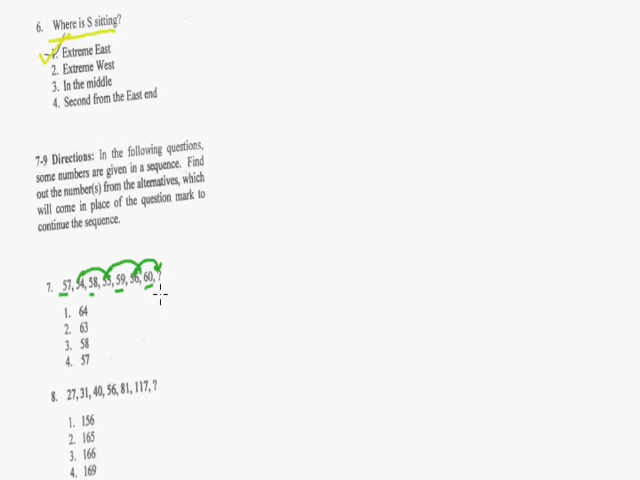 6. Where is S sitting?
1. Extreme East
2. Extreme West
3. In the middle
4. Second from the East end
7-9 Directions: In the following questions,
some numbers are given in a sequence. Find
out the number(s) from the alternatives, which
will come in place of the question mark to
continue the sequence.
7. 57, 54, 58, 55, 59, 56, 60, ?
1. 64
2. 63
3. 58
4. 57
8. 27, 31, 40, 56, 81, 117, ?
1. 156
2. 165
3. 166
4. 169